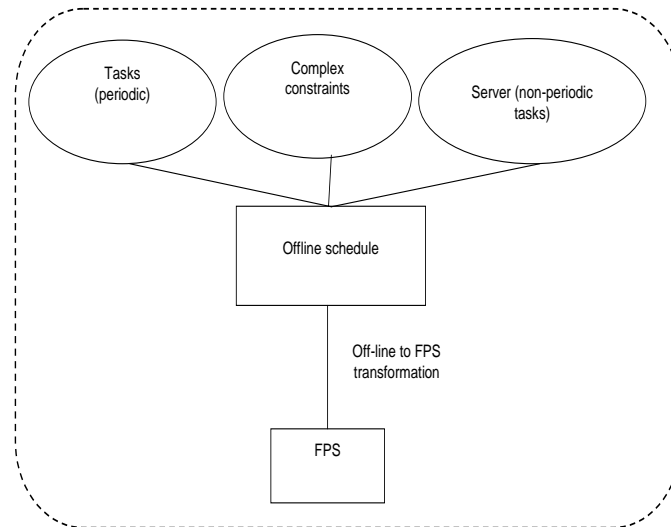 Tasks
(periodic)
Complex
constraints
Server (non-periodic
tasks)
Offline schedule
Off-line to FPS
transformation
FPS